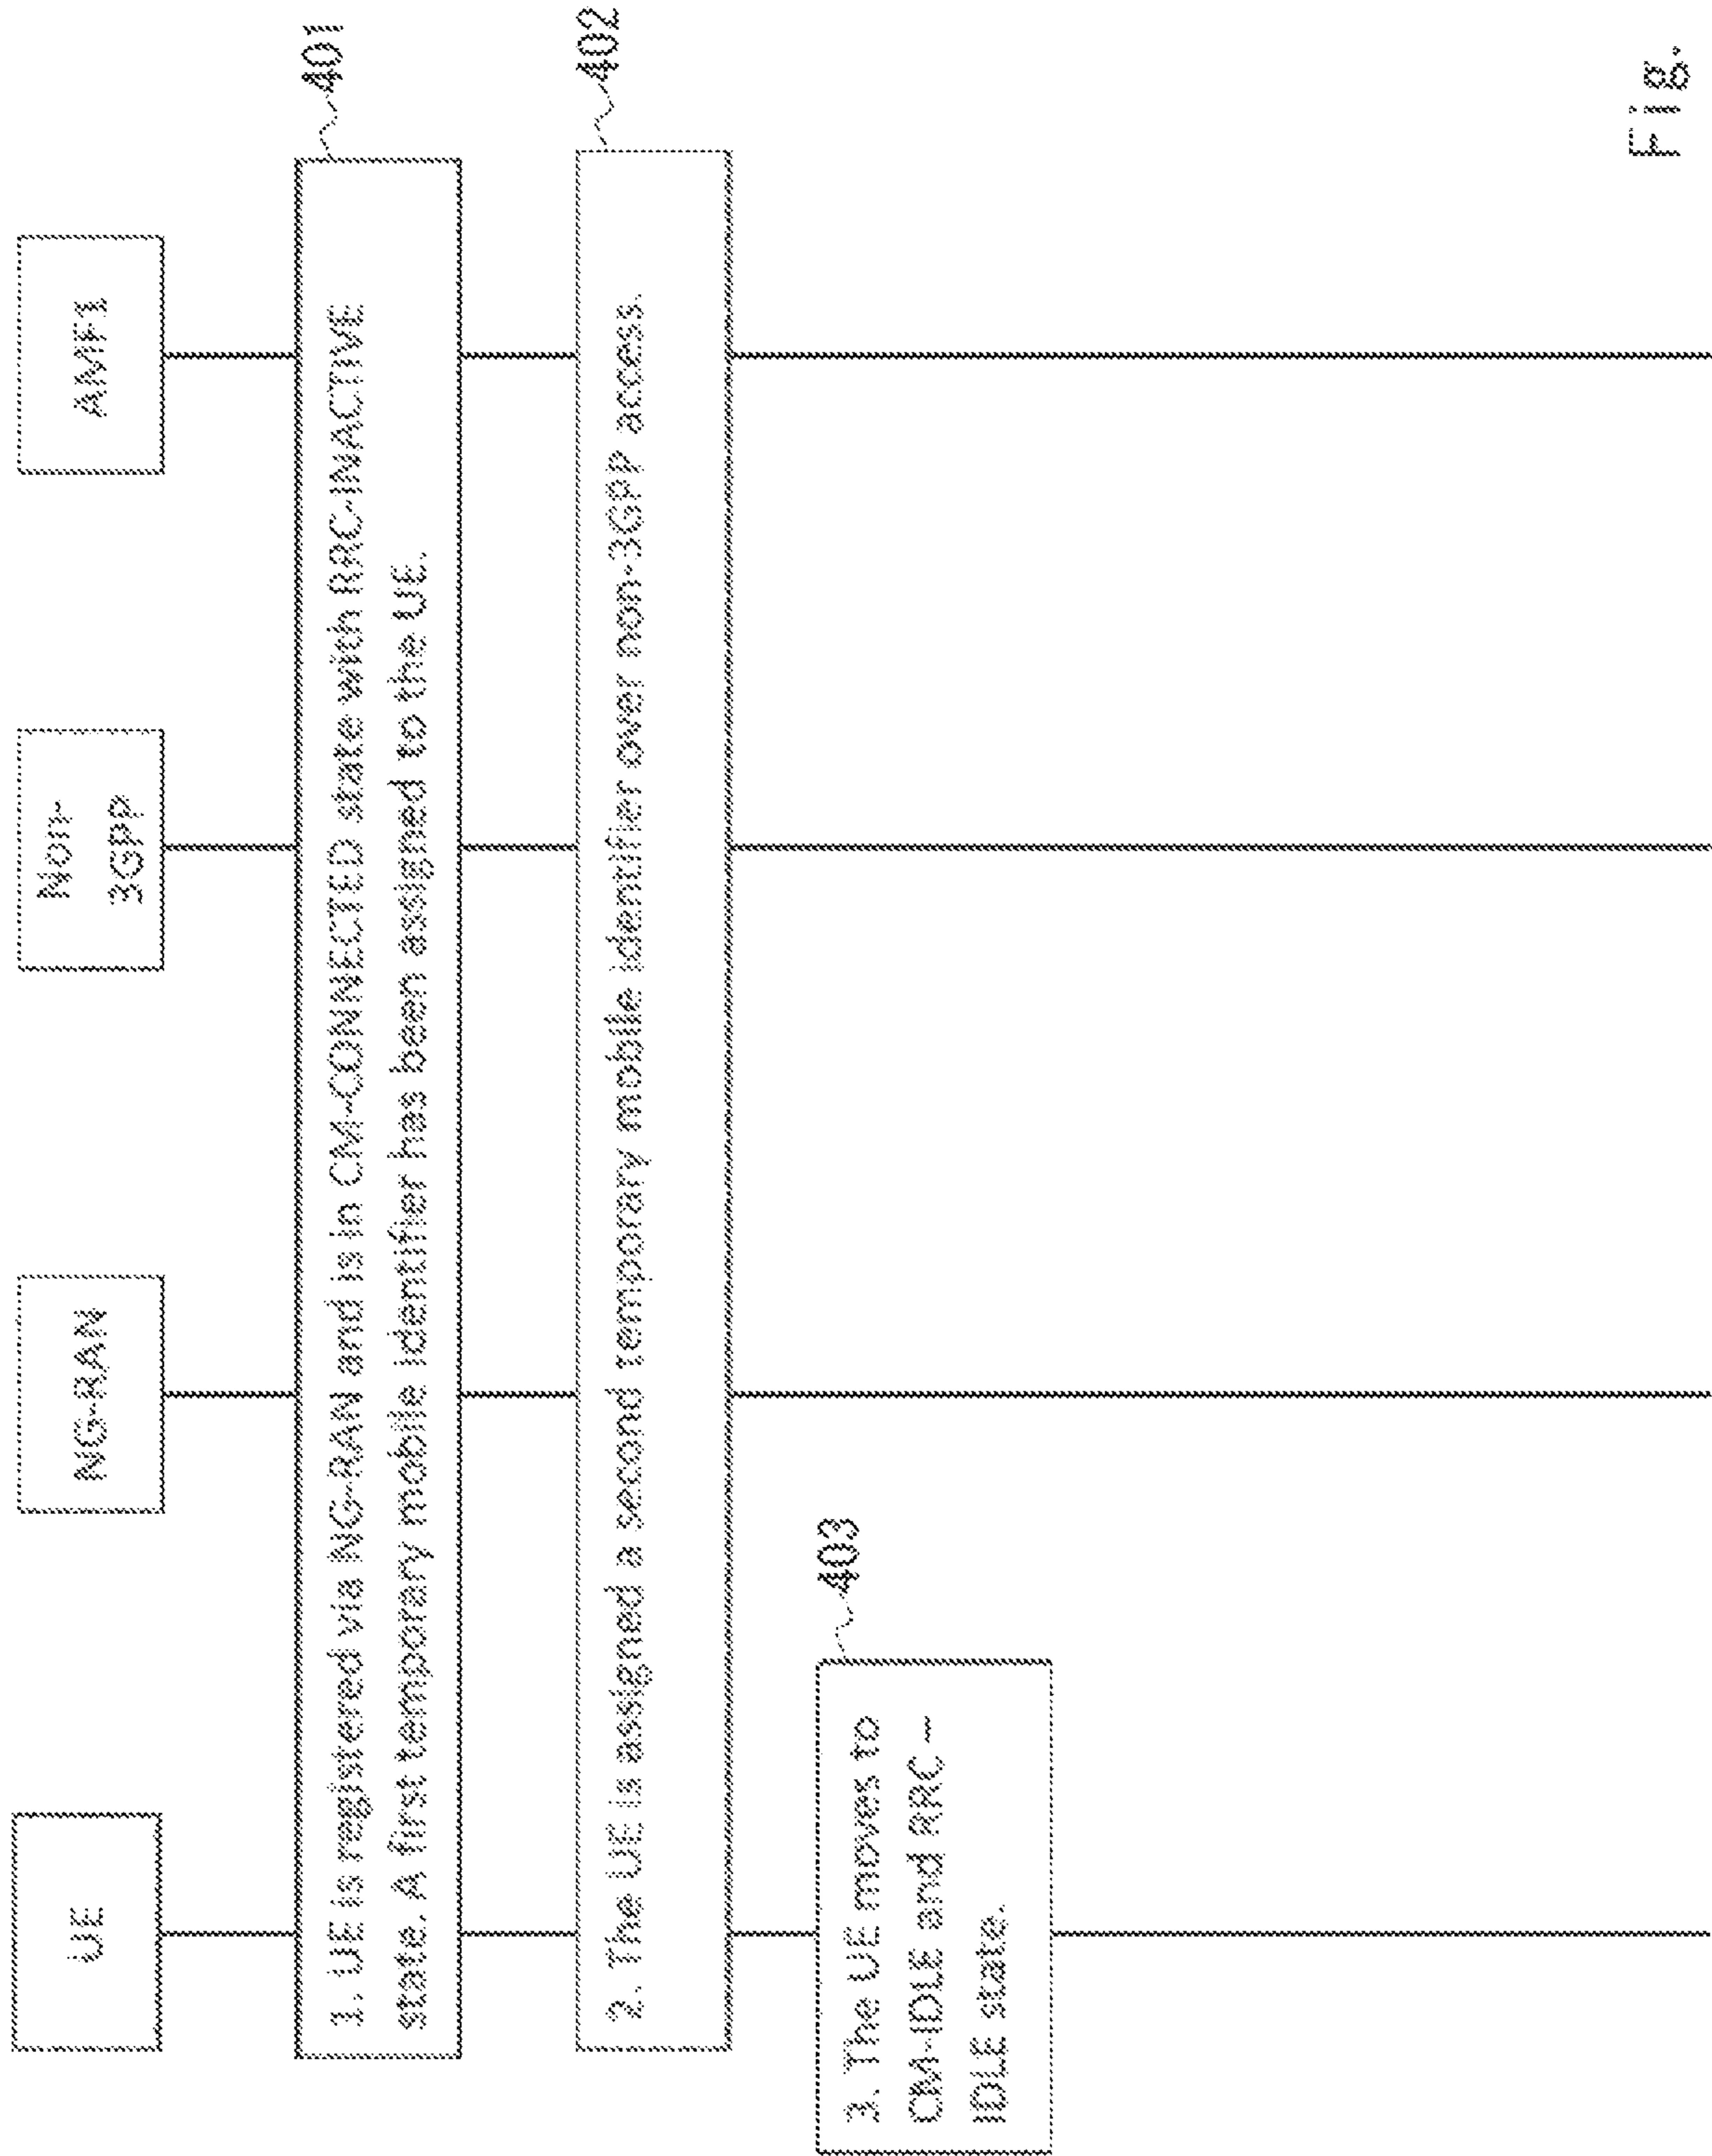 UE
NG-RAN
Non-
3GPP
AMF1
401
1. UE is registered via NG-RAN and is in CM-CONNECTED state with RRC-INACTIVE
state. A first temporary mobile identifier has been assigned to the UE.
402
2. The UE is assigned a second temporary mobile identifier over non-3GPP access.
403
3. The UE moves to
CM-IDLE and RRC –
IDLE state.
Fig.